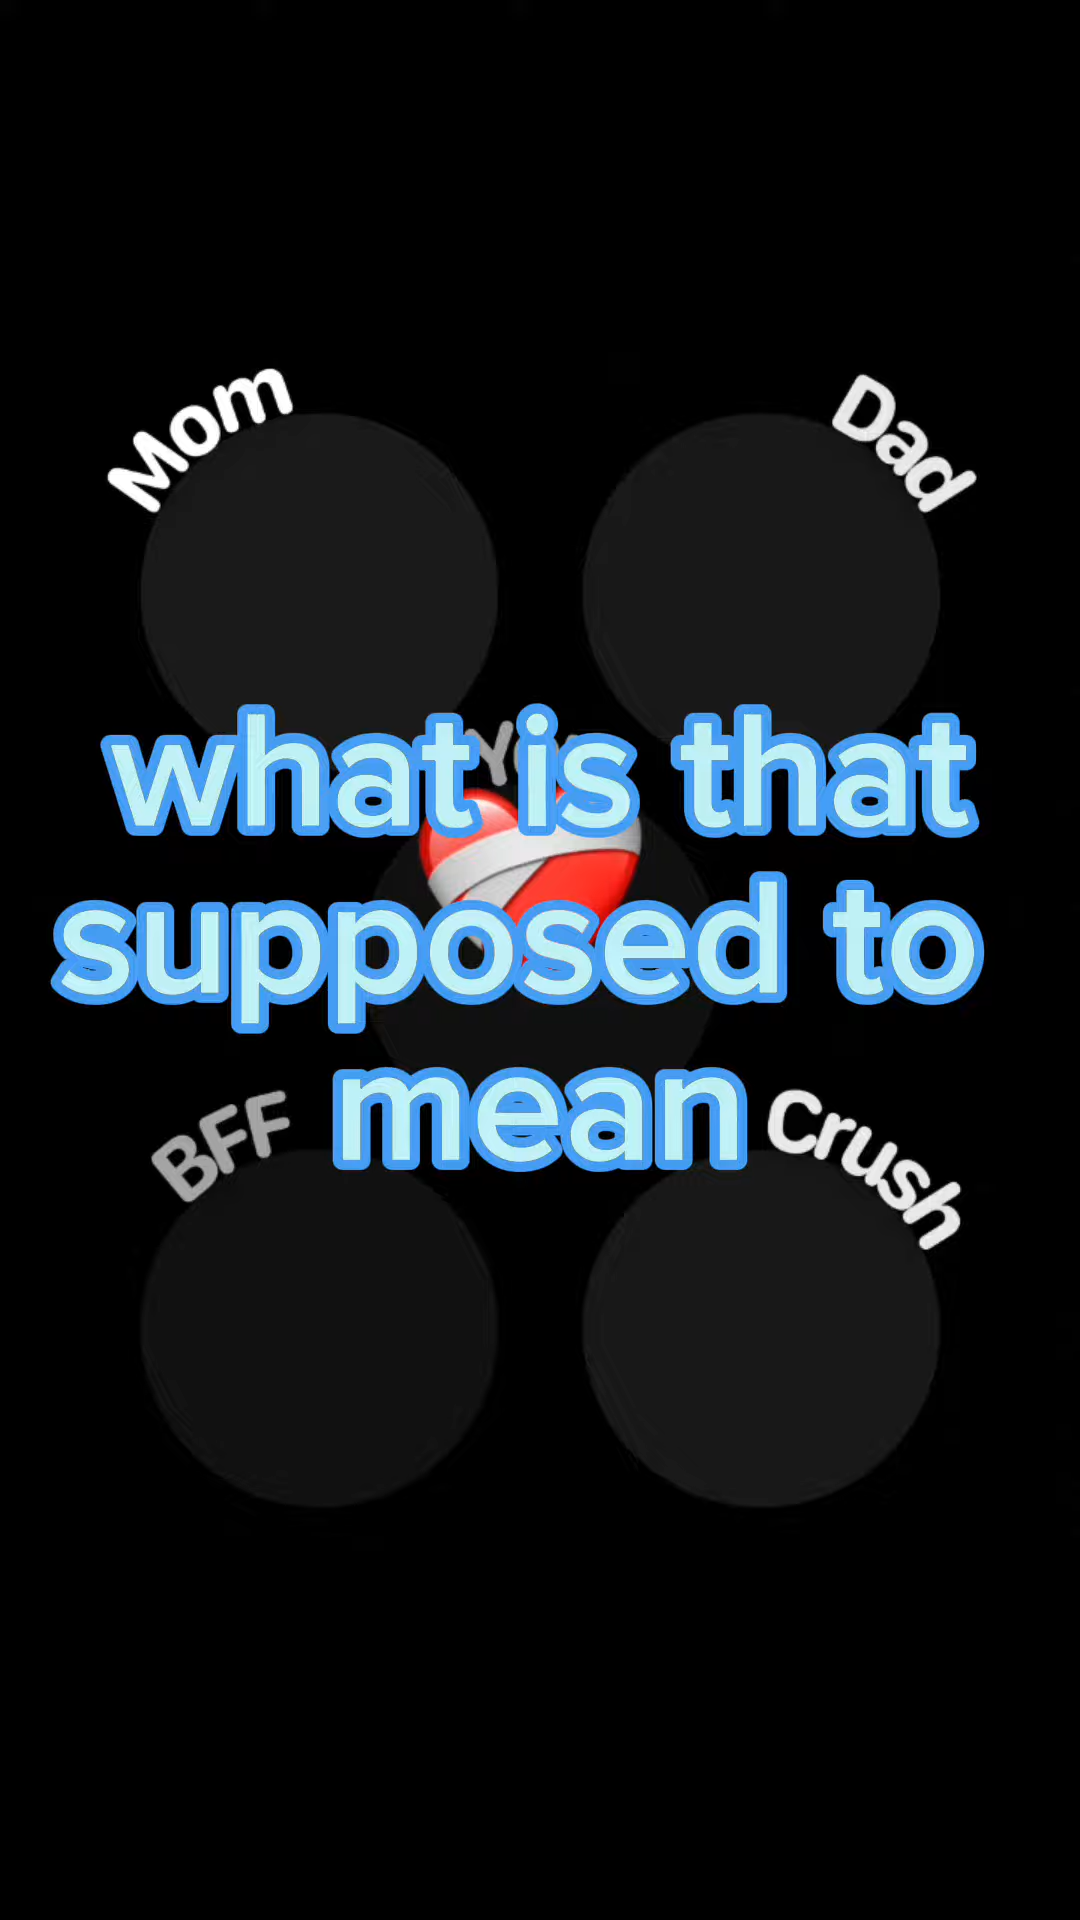 Mom
Dad
what is that
supposed to
mean
BFF
Crush